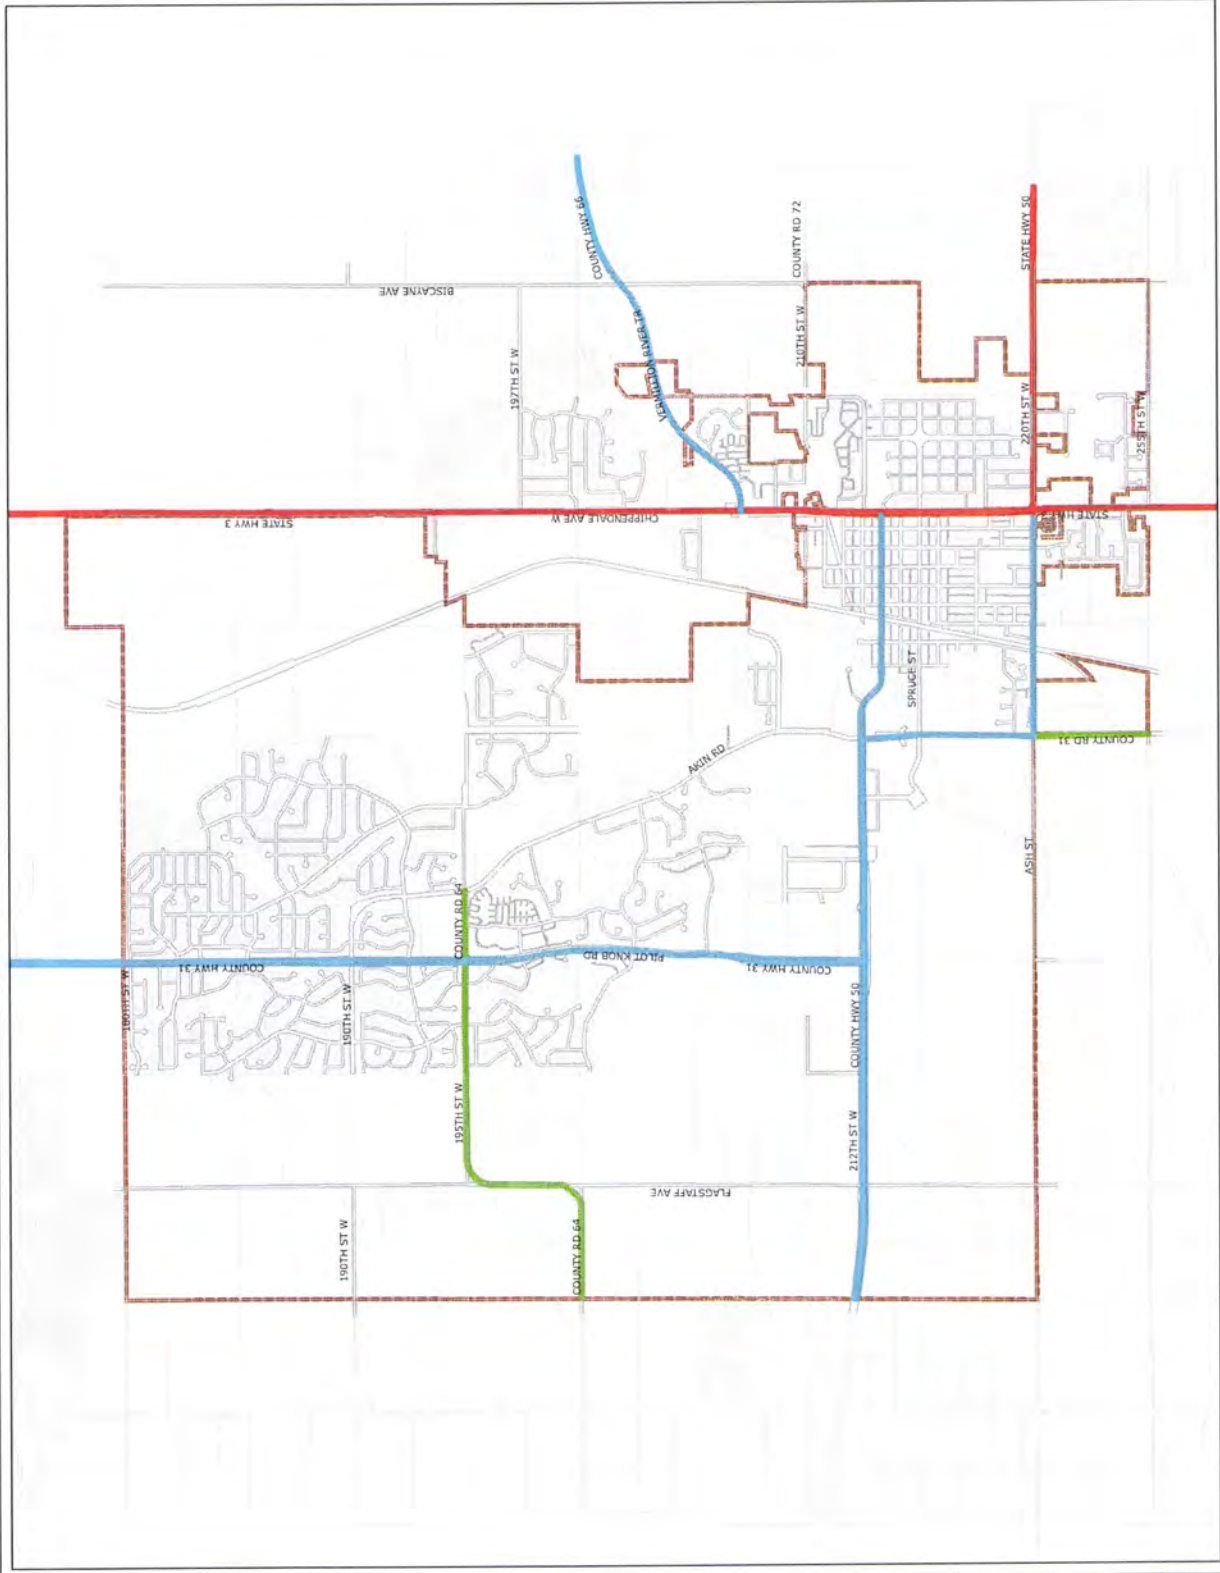 COUNTY HWY 66
STATE HWY 50
COUNTY RD 72
BISCAYNE AVE
VERMILLION RIVER TR
210TH ST W
197TH ST W
220TH ST W
255TH ST W
STATE HWY 3
CHIPPENDALE AVE W
STATE HWY 3
SPRUCE ST
AKIN RD
COUNTY RD 31
ASH ST
COUNTY RD 64
COUNTY HWY 31
PILOT KNOB RD
COUNTY HWY 31
180TH ST W
190TH ST W
COUNTY HWY 50
195TH ST W
212TH ST W
FLAGSTAFF AVE
190TH ST W
COUNTY RD 64